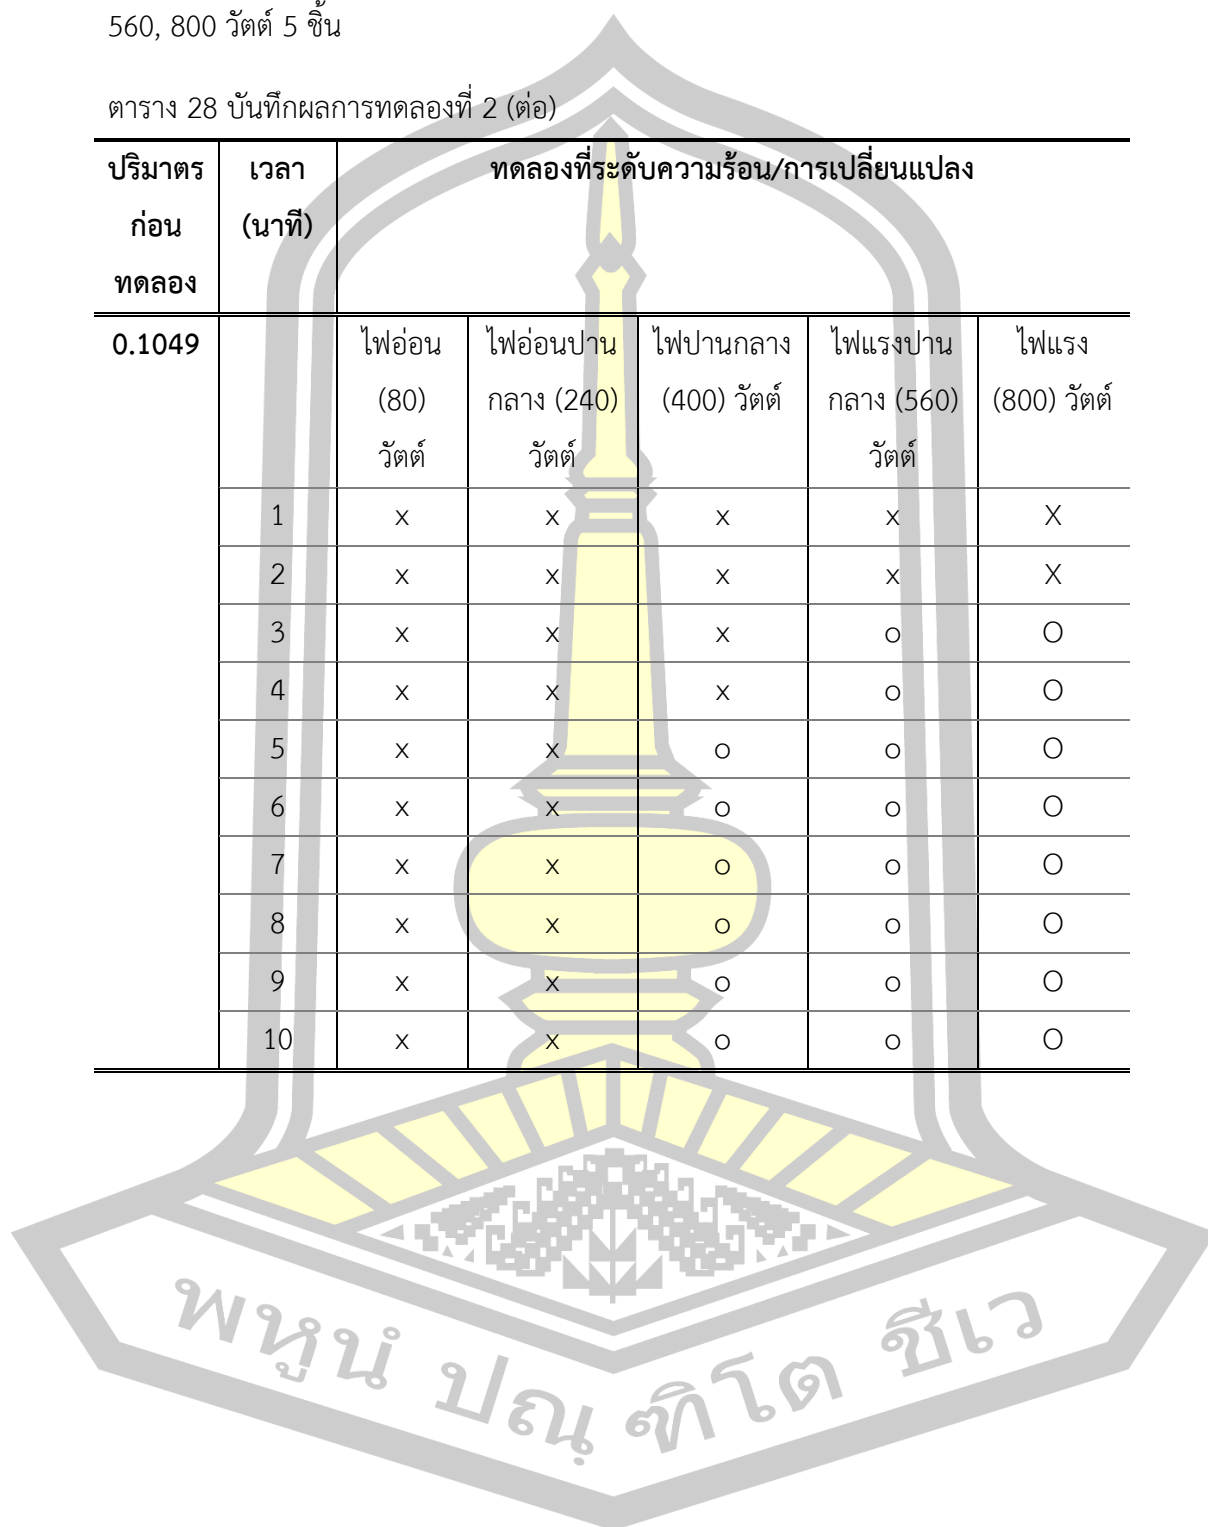 560, 800 วัตต์ 5 ชิ้น
ตาราง 28 บันทึกผลการทดลองที่ 2 (ต่อ)
ปริมาตร เวลา ทดลองที่ระดับความร้อน/การเปลี่ยนแปลง
ก่อน (นาที)
ทดลอง
0.1049 ไฟอ่อน ไฟอ่อนปาน ไฟปานกลาง ไฟแรงปาน ไฟแรง
(80) กลาง (240) (400) วัตต์ กลาง (560) (800) วัตต์
วัตต์ วัตต์ วัตต์
1 x x x x X
2 x x x x X
3 x x x o O
4 x x x o O
5 x x o o O
6 x x o o O
7 x x o o O
8 x x o o O
9 x x o o O
10 x x o o O
พหูนํ ปณฺฑิโต ชีเว